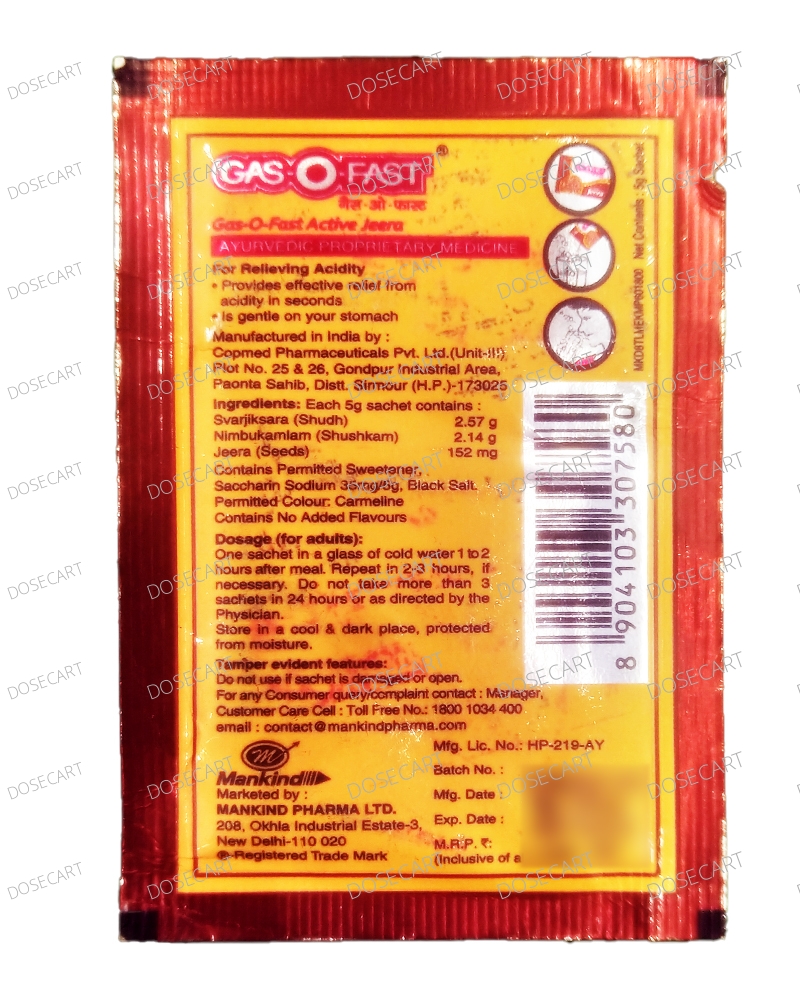 GAS-O-FAST®
गैस-ओ-फास्ट
Gas-O-Fast Active Jeera
AYURVEDIC PROPRIETARY MEDICINE
For Relieving Acidity
• Provides effective relief from
acidity in seconds
• Is gentle on your stomach
Manufactured in India by :
Copmed Pharmaceuticals Pvt. Ltd.(Unit-III)
Plot No. 25 & 26, Gondpur Industrial Area,
Paonta Sahib, Distt. Sirmour (H.P.)-173025
Ingredients: Each 5g sachet contains :
Svarjiksara (Shudh) 2.57 g
Nimbukamlam (Shushkam) 2.14 g
Jeera (Seeds) 152 mg
Contains Permitted Sweetener :
Saccharin Sodium 35mg/5g, Black Salt.
Permitted Colour: Carmeline
Contains No Added Flavours
Dosage (for adults):
One sachet in a glass of cold water 1 to 2
hours after meal. Repeat in 2-3 hours, if
necessary. Do not take more than 3
sachets in 24 hours or as directed by the
Physician.
Store in a cool & dark place, protected
from moisture.
Tamper evident features:
Do not use if sachet is damaged or open.
For any Consumer query/complaint contact : Manager,
Customer Care Cell : Toll Free No.: 1800 1034 400
email : contact@mankindpharma.com
Mankind
Marketed by :
MANKIND PHARMA LTD.
208, Okhla Industrial Estate-3,
New Delhi-110 020
®-Registered Trade Mark
Mfg. Lic. No.: HP-219-AY
Batch No. :
Mfg. Date :
Exp. Date :
M.R.P. ₹:
(Inclusive of a
Net Contents : 5g Sachet
8 904103 307580
DOSECART